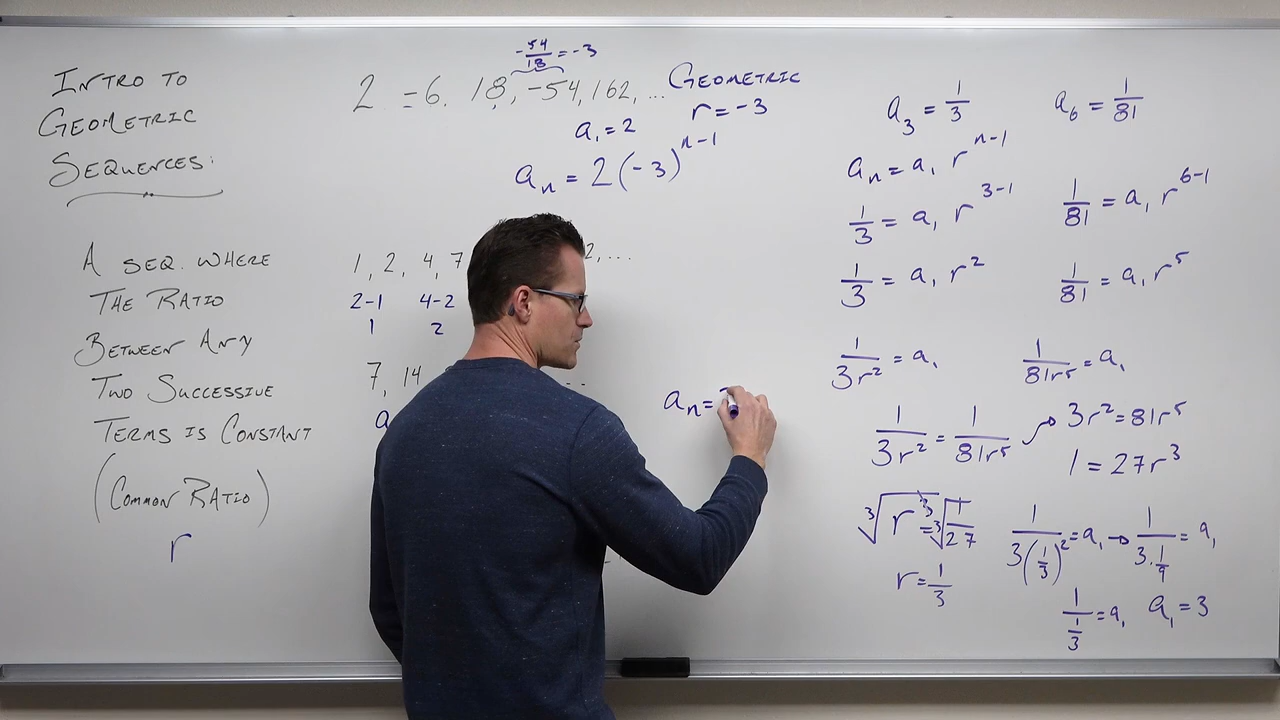 INTRO TO
GEOMETRIC
SEQUENCES:
A SEQ. WHERE
THE RATIO
BETWEEN ANY
TWO SUCCESSIVE
TERMS IS CONSTANT
(COMMON RATIO)
r
-54/18 = -3
2, -6, 18, -54, 162, ...
GEOMETRIC
r = -3
a₁ = 2
aₙ = 2(-3)ⁿ⁻¹
1, 2, 4, 7
2, ...
2-1 4-2
1 2
7, 14
aₙ =
a₃ = 1/3 a₆ = 1/81
aₙ = a₁ rⁿ⁻¹
1/3 = a₁ r³⁻¹ 1/81 = a₁ r⁶⁻¹
1/3 = a₁ r² 1/81 = a₁ r⁵
1/3r² = a₁ 1/81r⁵ = a₁
1/3r² = 1/81r⁵ → 3r² = 81r⁵
1 = 27r³
∛r³ = ∛1/27 1/3(1/3)² = a₁ → 1/3·1/9 = a₁
r = 1/3 1/1/3 = a₁ a₁ = 3